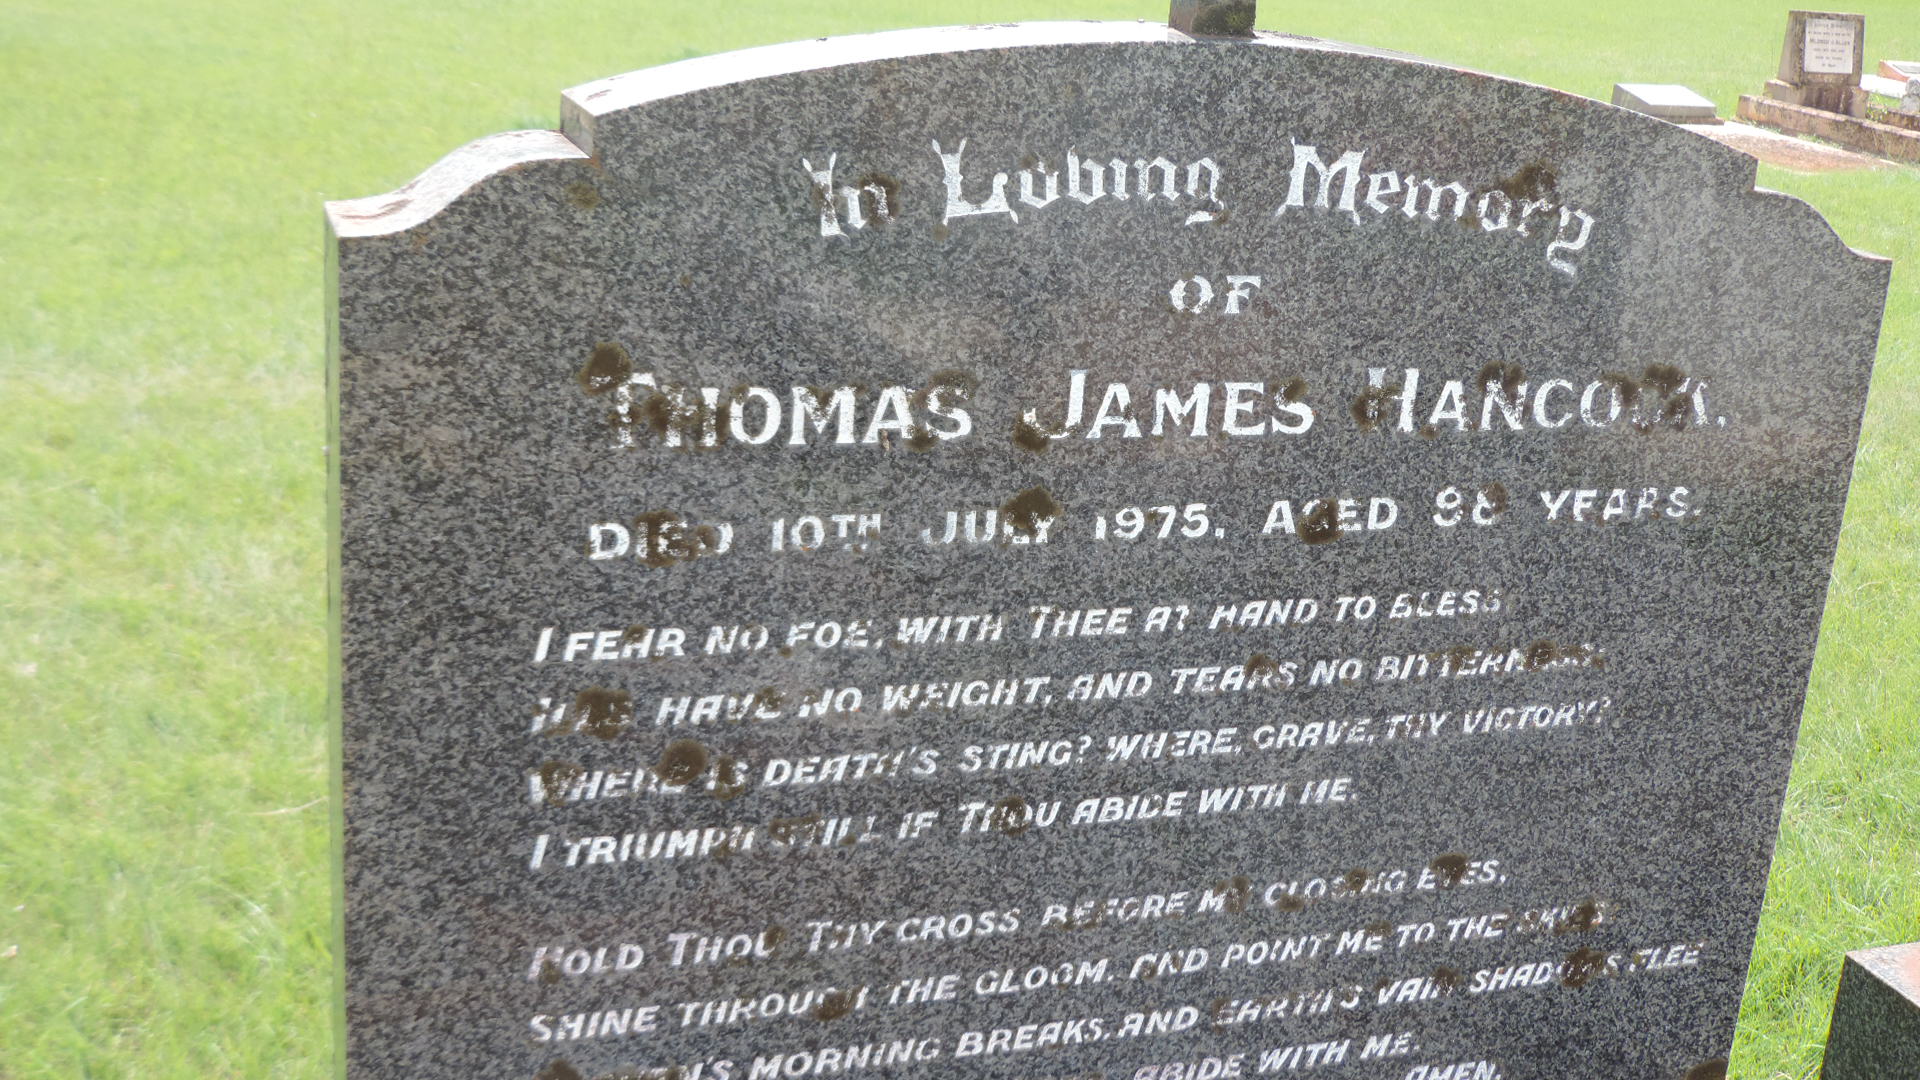 In Loving Memory
OF
THOMAS JAMES HANCOCK.
DIED 10TH JULY 1975, AGED 98 YEARS.
I FEAR NO FOE, WITH THEE AT HAND TO BLESS
ILLS HAVE NO WEIGHT, AND TEARS NO BITTERNESS:
WHERE IS DEATH'S STING? WHERE, GRAVE, THY VICTORY?
I TRIUMPH STILL IF THOU ABIDE WITH ME.
HOLD THOU THY CROSS BEFORE MY CLOSING EYES,
SHINE THROUGH THE GLOOM, AND POINT ME TO THE SKIES:
HEAVEN'S MORNING BREAKS, AND EARTH'S VAIN SHADOWS FLEE
ABIDE WITH ME.
AMEN.